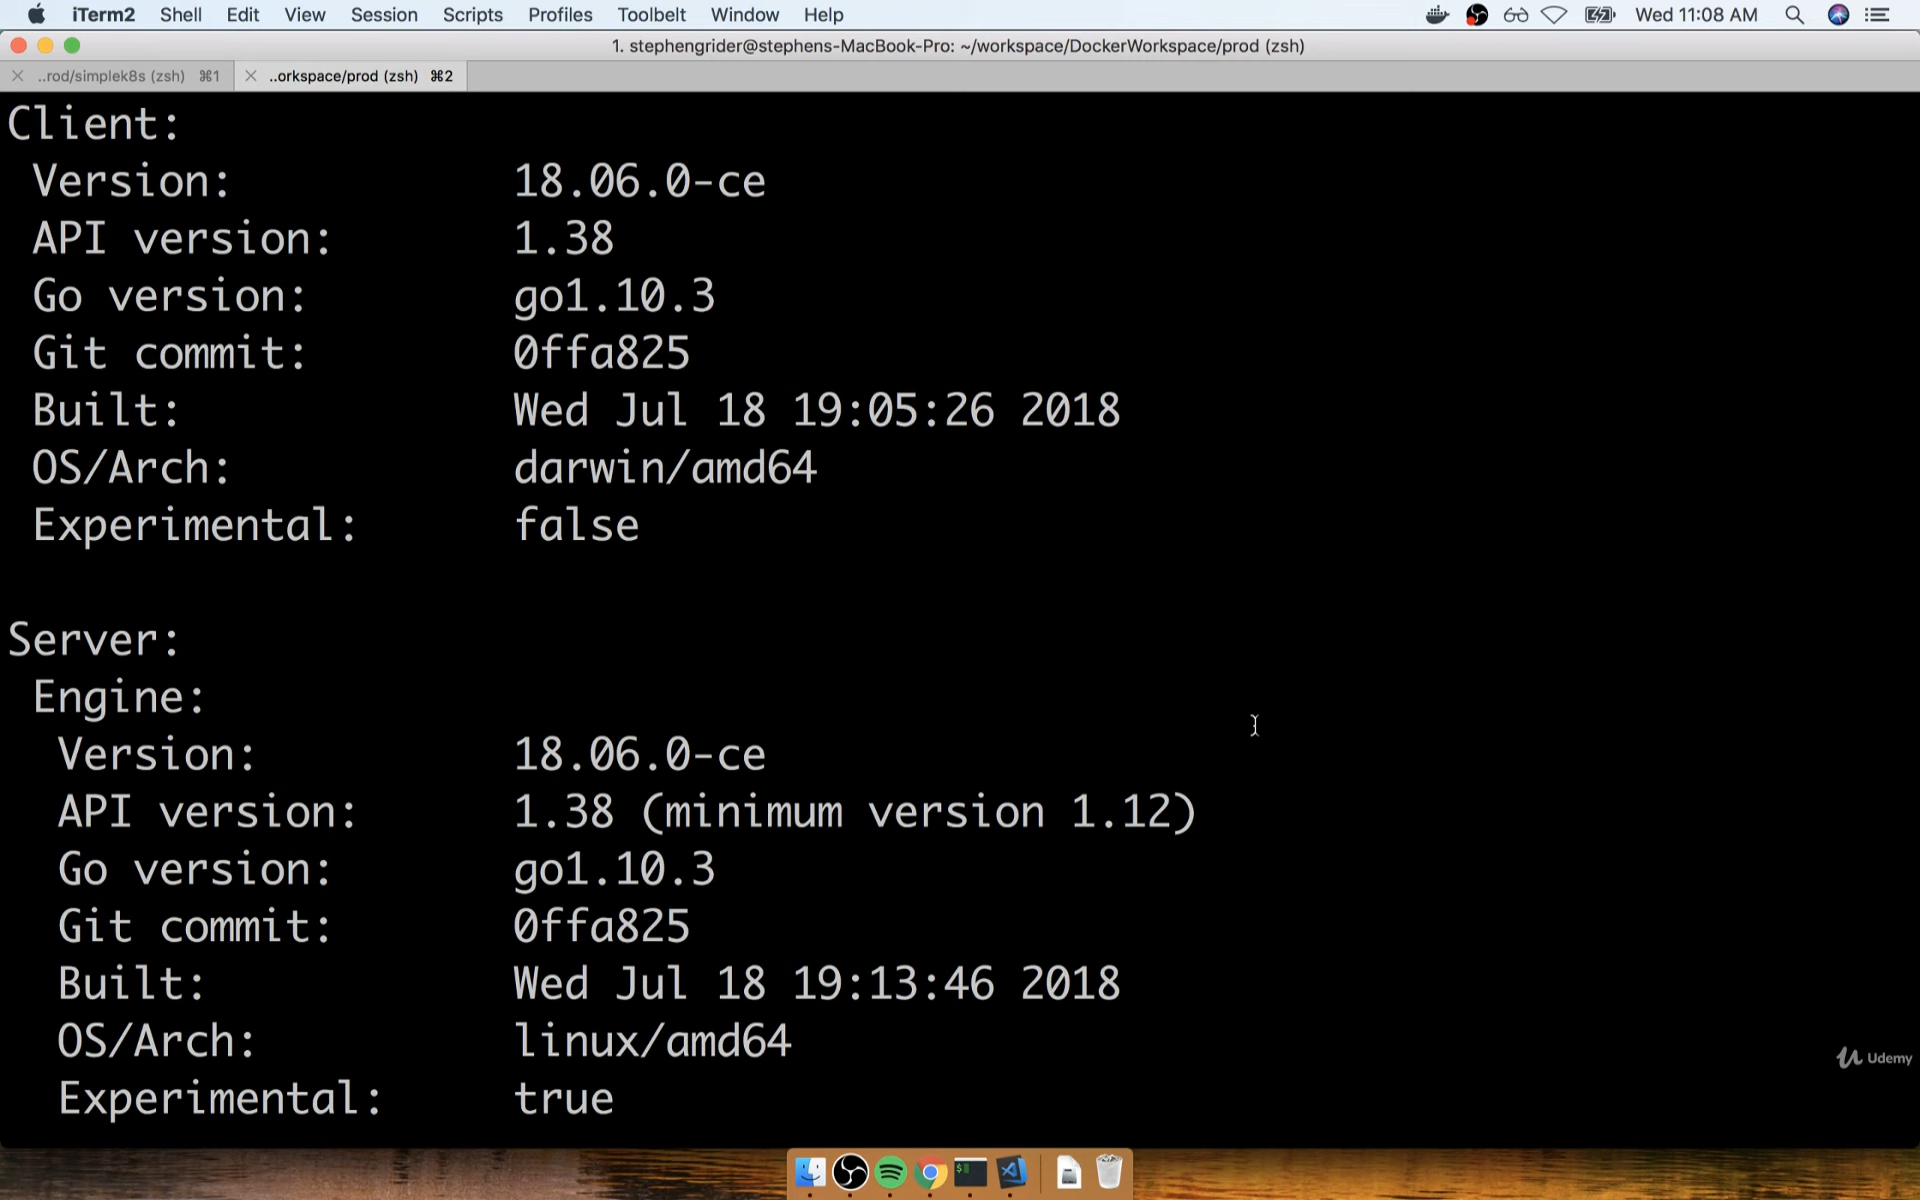 iTerm2 Shell Edit View Session Scripts Profiles Toolbelt Window Help Wed 11:08 AM
1. stephengrider@stephens-MacBook-Pro: ~/workspace/DockerWorkspace/prod (zsh)
..rod/simplek8s (zsh) ⌘1 ..orkspace/prod (zsh) ⌘2
Client:
Version: 18.06.0-ce
API version: 1.38
Go version: go1.10.3
Git commit: 0ffa825
Built: Wed Jul 18 19:05:26 2018
OS/Arch: darwin/amd64
Experimental: false
Server:
Engine:
Version: 18.06.0-ce
API version: 1.38 (minimum version 1.12)
Go version: go1.10.3
Git commit: 0ffa825
Built: Wed Jul 18 19:13:46 2018
OS/Arch: linux/amd64
Experimental: true
Udemy